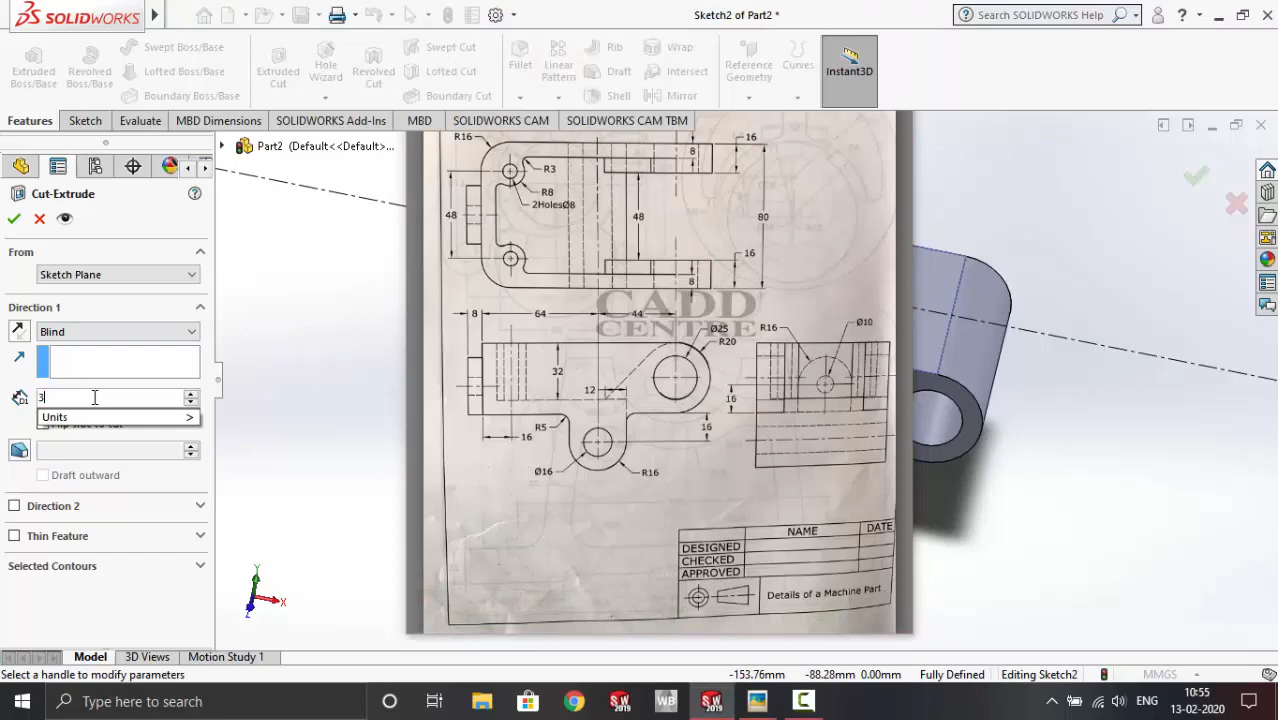 SOLIDWORKS
Sketch2 of Part2 *
Search SOLIDWORKS Help
?
Extruded Boss/Base
Revolved Boss/Base
Swept Boss/Base
Lofted Boss/Base
Boundary Boss/Base
Extruded Cut
Hole Wizard
Revolved Cut
Swept Cut
Lofted Cut
Boundary Cut
Fillet
Linear Pattern
Rib
Draft
Shell
Wrap
Intersect
Mirror
Reference Geometry
Curves
Instant3D
Features
Sketch
Evaluate
MBD Dimensions
SOLIDWORKS Add-Ins
MBD
SOLIDWORKS CAM
SOLIDWORKS CAM TBM
Part2 (Default<<Default>...
Cut-Extrude
From
Sketch Plane
Direction 1
Blind
3
Units >
Draft outward
Direction 2
Thin Feature
Selected Contours
R16
R3
R8
2HolesØ8
48
48
8
16
80
63
16
8
CADD
CENTRE
8
64
44
Ø25
R20
32
12
R5
16
16
Ø16
R16
R16
Ø10
16
NAME
DATE
DESIGNED
CHECKED
APPROVED
Details of a Machine Part
Y
X
Z
Model
3D Views
Motion Study 1
Select a handle to modify parameters
-153.76mm
-88.28mm 0.00mm
Fully Defined
Editing Sketch2
MMGS
Type here to search
ENG
10:55
13-02-2020